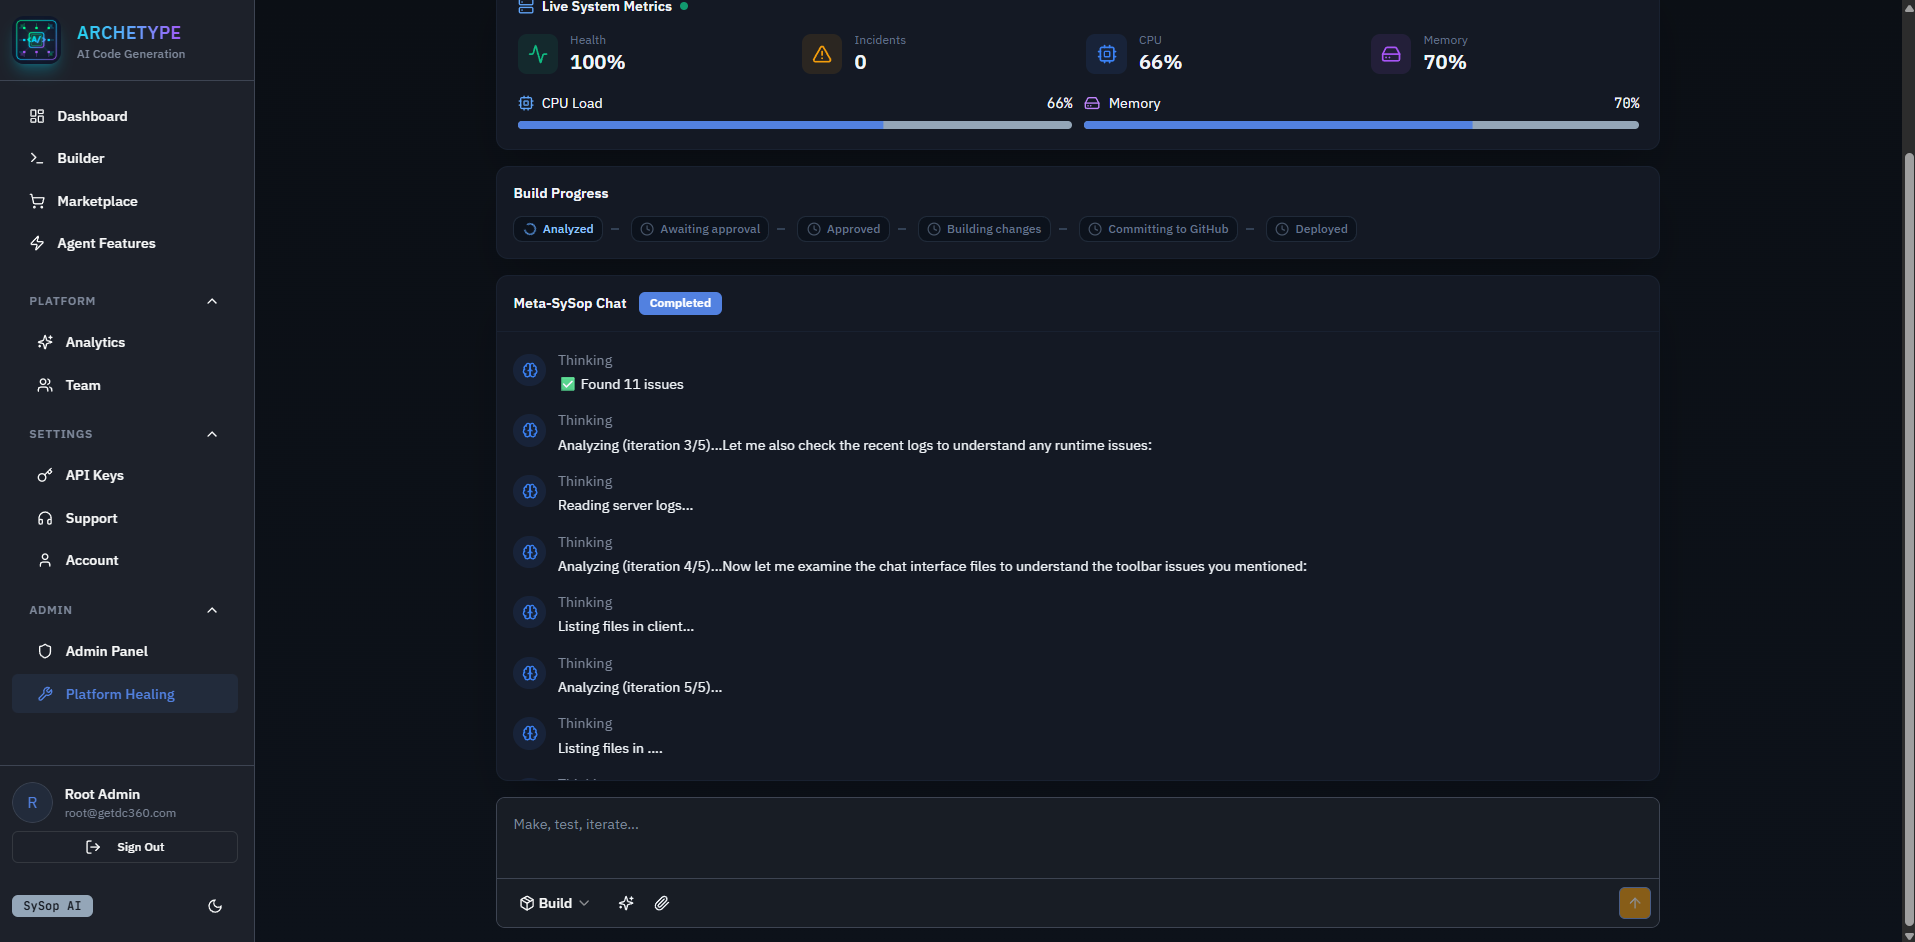 ARCHETYPE
AI Code Generation
Dashboard
Builder
Marketplace
Agent Features
PLATFORM
Analytics
Team
SETTINGS
API Keys
Support
Account
ADMIN
Admin Panel
Platform Healing
R
Root Admin
root@getdc360.com
Sign Out
SySop AI
Live System Metrics
Health
100%
Incidents
0
CPU
66%
Memory
70%
CPU Load 66%
Memory 70%
Build Progress
Analyzed – Awaiting approval – Approved – Building changes – Committing to GitHub – Deployed
Meta-SySop Chat Completed
Thinking
✅ Found 11 issues
Thinking
Analyzing (iteration 3/5)...Let me also check the recent logs to understand any runtime issues:
Thinking
Reading server logs...
Thinking
Analyzing (iteration 4/5)...Now let me examine the chat interface files to understand the toolbar issues you mentioned:
Thinking
Listing files in client...
Thinking
Analyzing (iteration 5/5)...
Thinking
Listing files in ....
Make, test, iterate...
Build